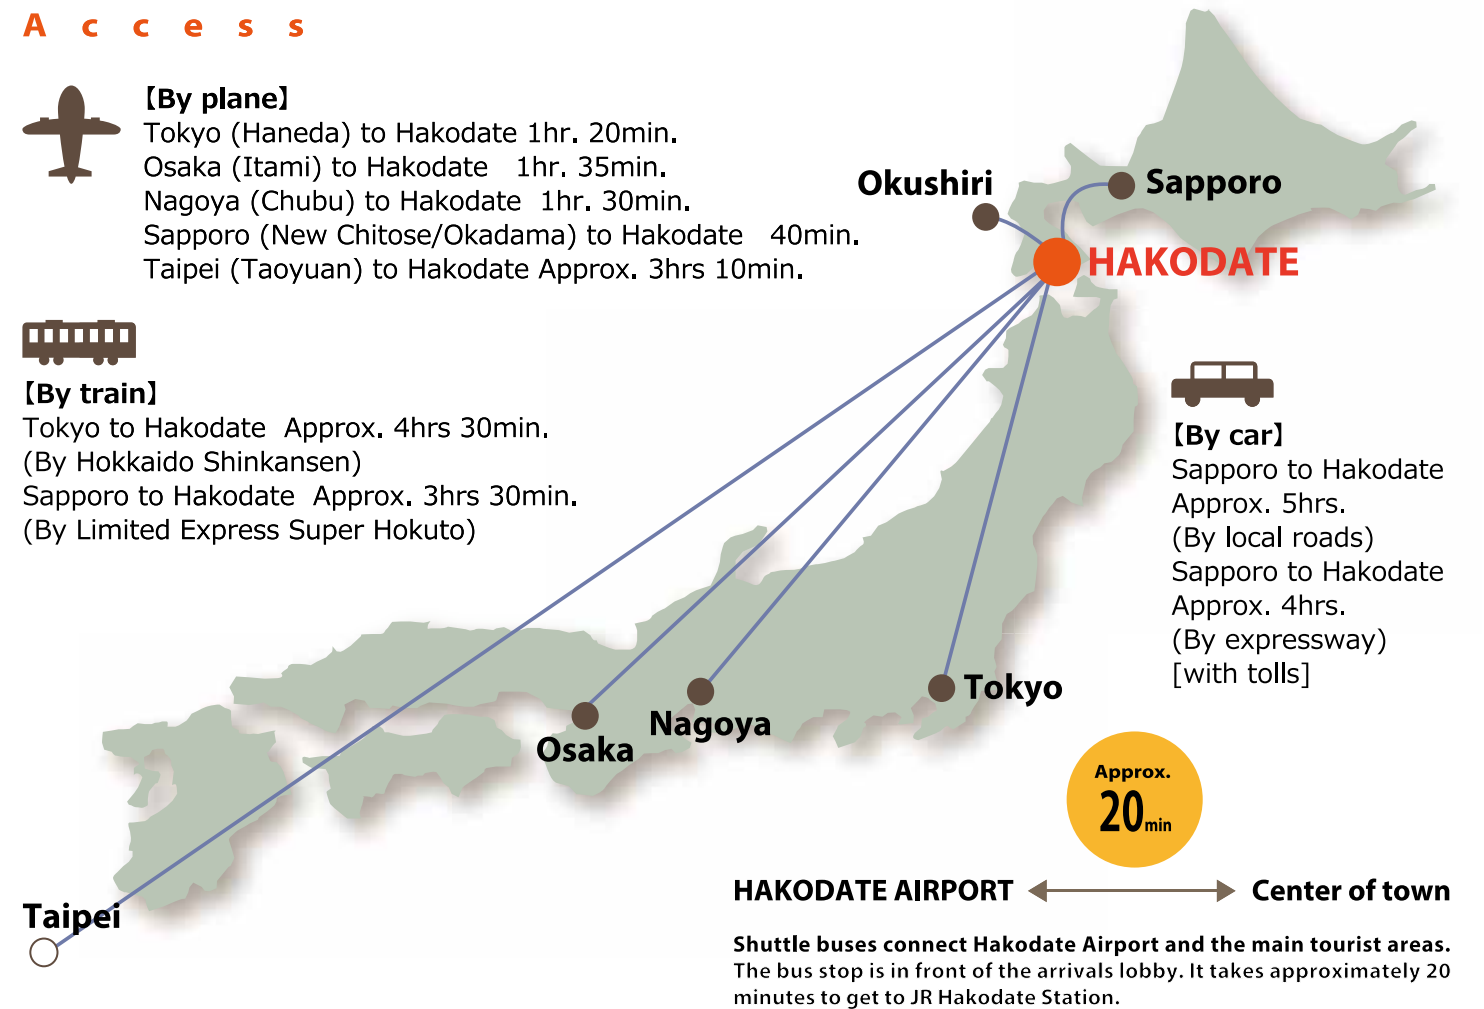 Access
【By plane】
Tokyo (Haneda) to Hakodate 1hr. 20min.
Osaka (Itami) to Hakodate 1hr. 35min.
Nagoya (Chubu) to Hakodate 1hr. 30min.
Sapporo (New Chitose/Okadama) to Hakodate 40min.
Taipei (Taoyuan) to Hakodate Approx. 3hrs 10min.
【By train】
Tokyo to Hakodate Approx. 4hrs 30min.
(By Hokkaido Shinkansen)
Sapporo to Hakodate Approx. 3hrs 30min.
(By Limited Express Super Hokuto)
Okushiri
Sapporo
HAKODATE
【By car】
Sapporo to Hakodate
Approx. 5hrs.
(By local roads)
Sapporo to Hakodate
Approx. 4hrs.
(By expressway)
[with tolls]
Tokyo
Nagoya
Osaka
Taipei
Approx.
20min
HAKODATE AIRPORT
Center of town
Shuttle buses connect Hakodate Airport and the main tourist areas.
The bus stop is in front of the arrivals lobby. It takes approximately 20
minutes to get to JR Hakodate Station.